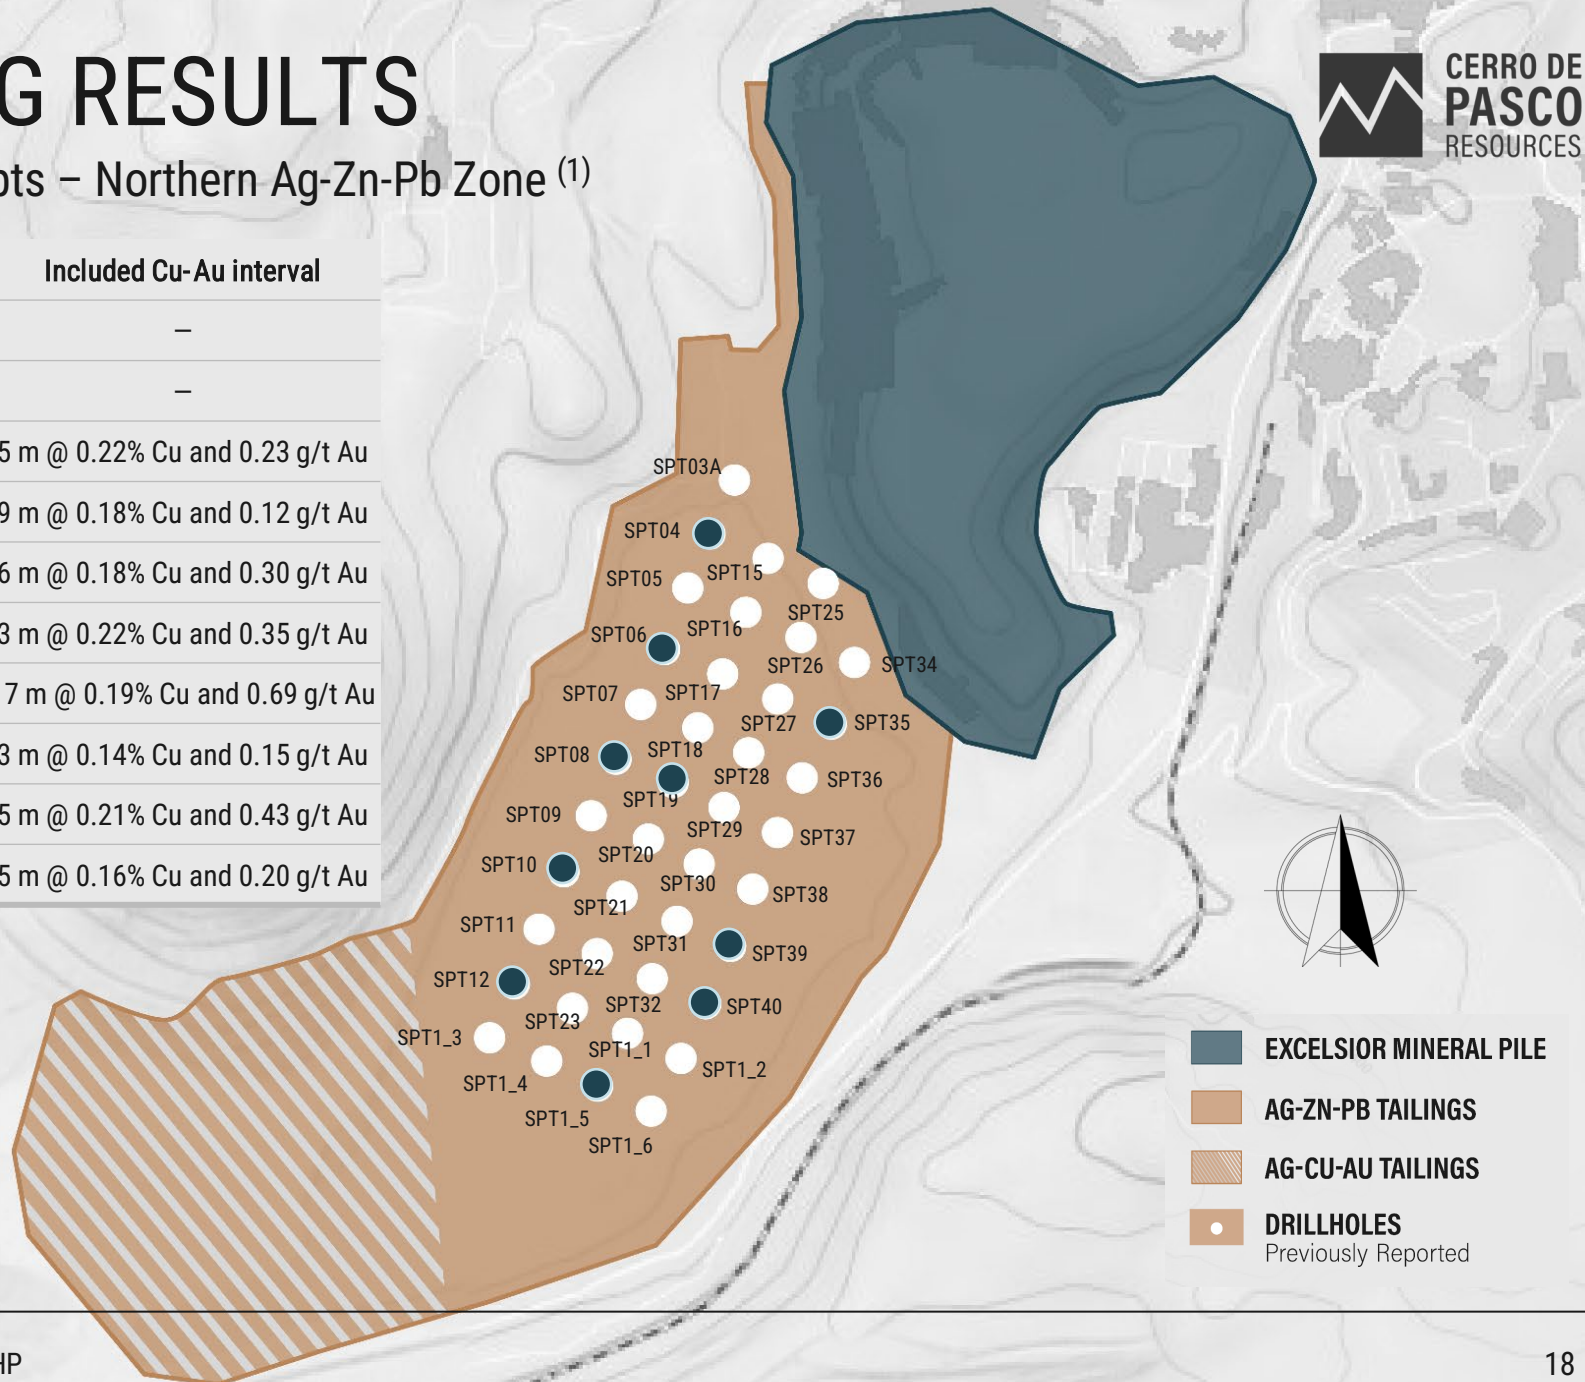 G RESULTS
pts – Northern Ag-Zn-Pb Zone (1)
CERRO DE
PASCO
RESOURCES
Included Cu-Au interval
–
–
5 m @ 0.22% Cu and 0.23 g/t Au
9 m @ 0.18% Cu and 0.12 g/t Au
6 m @ 0.18% Cu and 0.30 g/t Au
3 m @ 0.22% Cu and 0.35 g/t Au
7 m @ 0.19% Cu and 0.69 g/t Au
3 m @ 0.14% Cu and 0.15 g/t Au
5 m @ 0.21% Cu and 0.43 g/t Au
5 m @ 0.16% Cu and 0.20 g/t Au
SPT03A
SPT04
SPT15
SPT05
SPT25
SPT16
SPT06
SPT26
SPT34
SPT17
SPT07
SPT27
SPT35
SPT18
SPT08
SPT28
SPT36
SPT19
SPT09
SPT29
SPT37
SPT20
SPT10
SPT30
SPT38
SPT21
SPT11
SPT31
SPT39
SPT22
SPT12
SPT32
SPT40
SPT23
SPT1_3
SPT1_1
SPT1_2
SPT1_4
SPT1_5
SPT1_6
EXCELSIOR MINERAL PILE
AG-ZN-PB TAILINGS
AG-CU-AU TAILINGS
DRILLHOLES
Previously Reported
HP
18